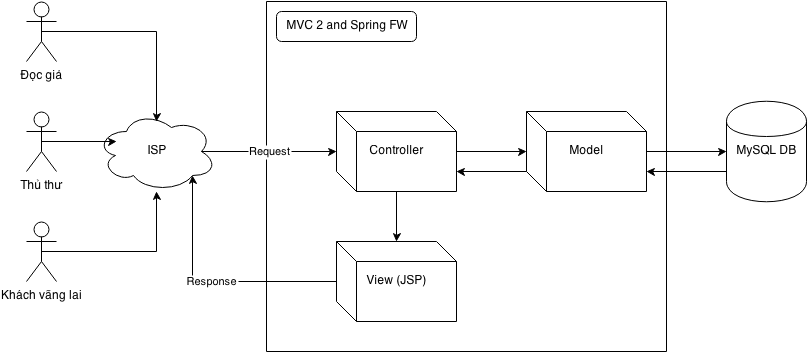 MVC 2 and Spring FW
Đọc giả
Thủ thư
Khách vãng lai
ISP
Request
Controller
Model
MySQL DB
View (JSP)
Response